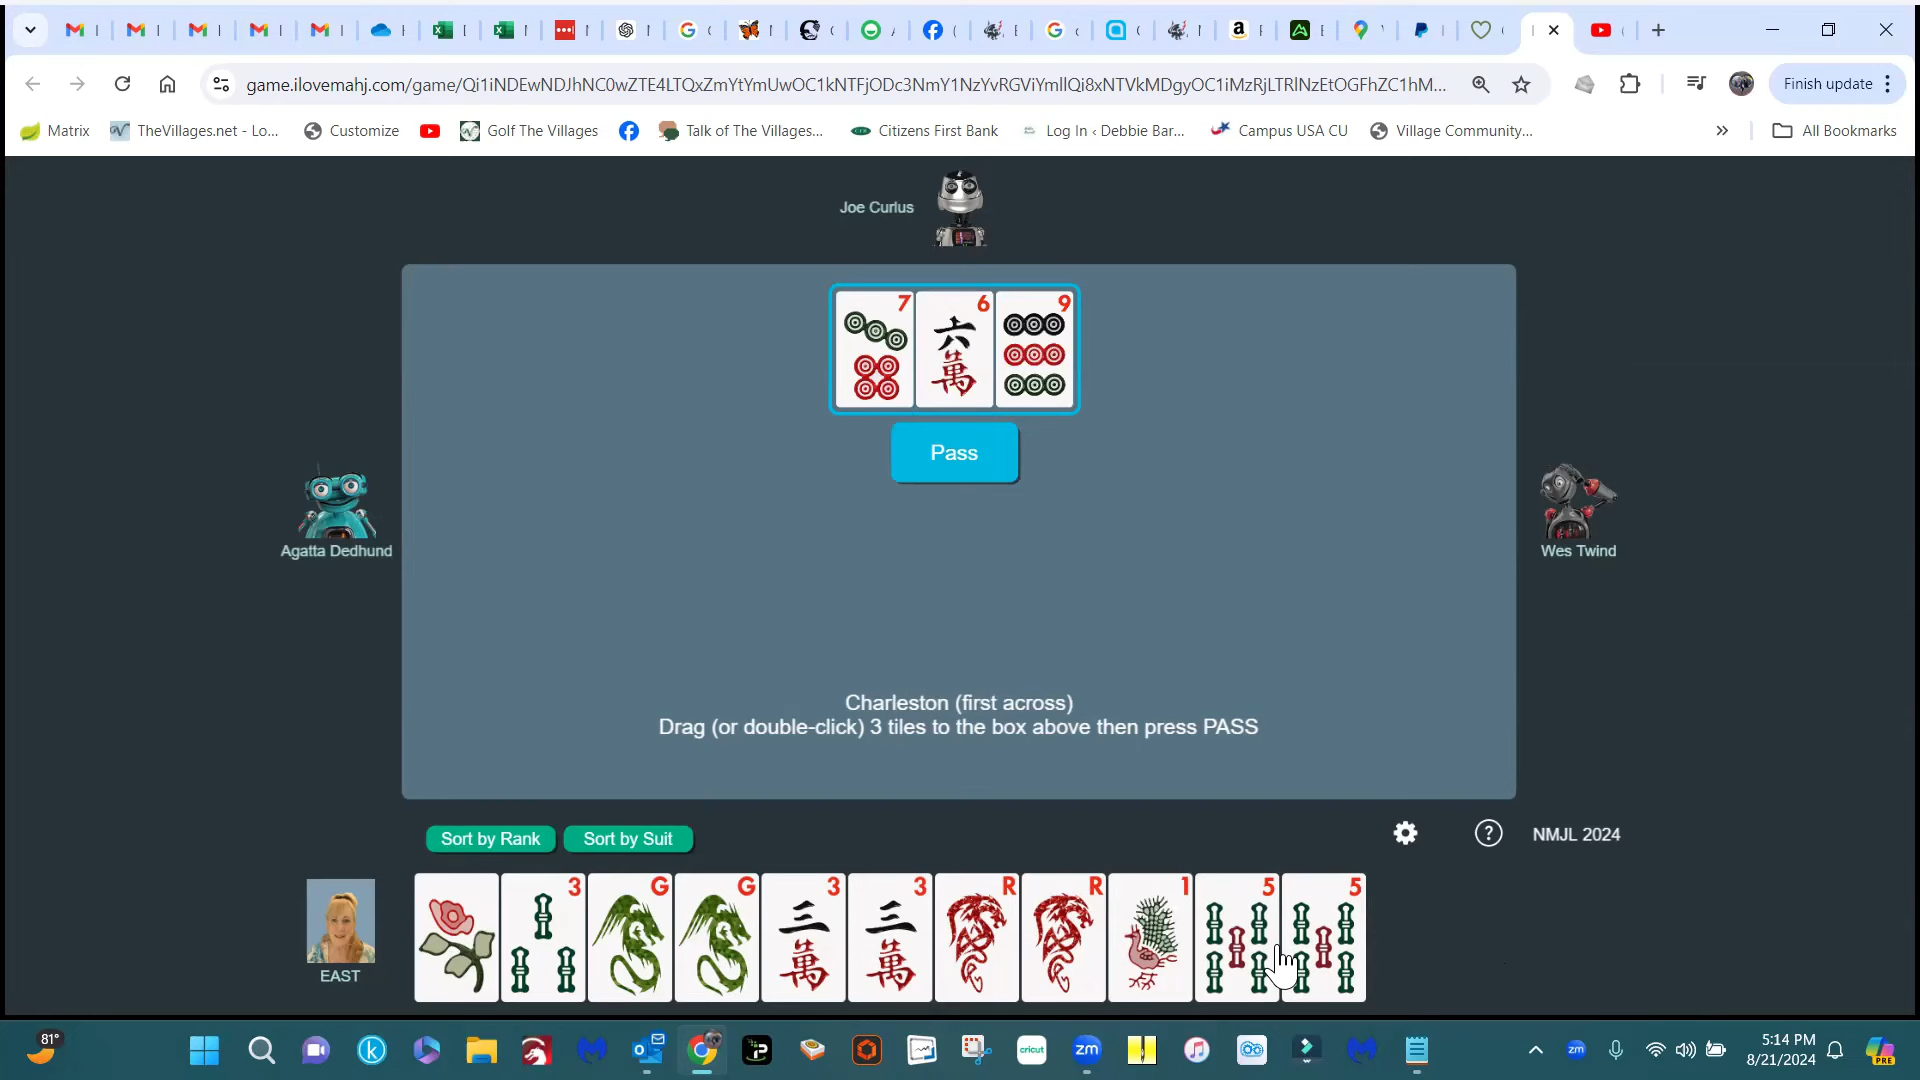 game.ilovemahj.com/game/Qi1iNDEwNDJhNC0wZTE4LTQxZmYtYmUwOC1kNTFjODc3NmY1NzYvRGViYmllQi8xNTVkMDgyOC1iMzRjLTRlNzEtOGFhZC1hM...
Finish update
Matrix
TheVillages.net - Lo...
Customize
Golf The Villages
Talk of The Villages...
Citizens First Bank
Log In ‹ Debbie Bar...
Campus USA CU
Village Community...
All Bookmarks
Joe Curlus
7 6 9
六
萬
Pass
Agatta Dedhund
Wes Twind
Charleston (first across)
Drag (or double-click) 3 tiles to the box above then press PASS
Sort by Rank
Sort by Suit
NMJL 2024
3 G G 3 3 R R 1 5 5
三 三
萬 萬
EAST
81°
cricut
zm
zm
5:14 PM
8/21/2024
PRE